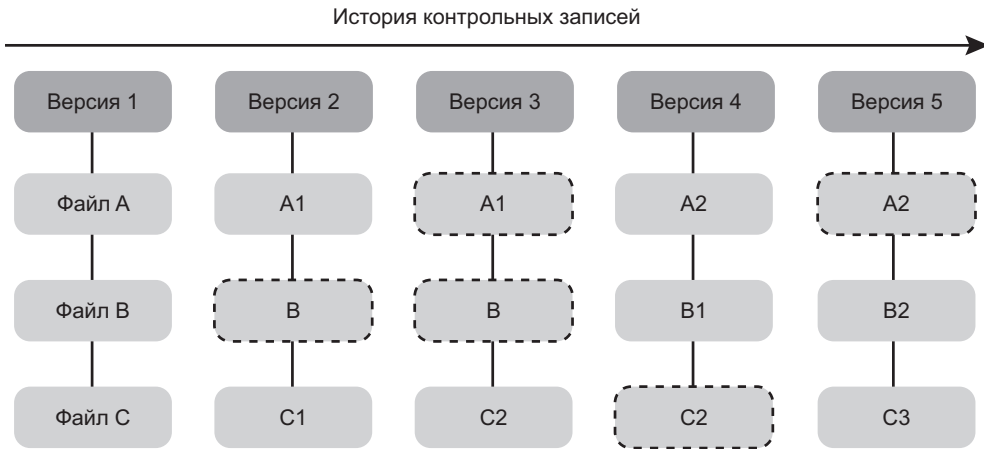 История контрольных записей
Версия 1 Версия 2 Версия 3 Версия 4 Версия 5
Файл A A1 A1 A2 A2
Файл B B B B1 B2
Файл C C1 C2 C2 C3